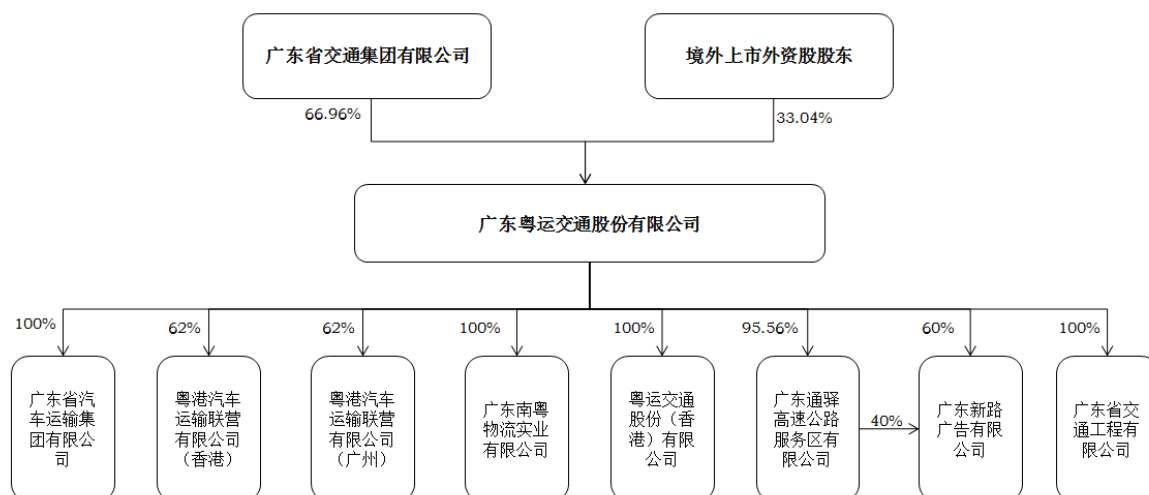 广东省交通集团有限公司
境外上市外资股股东
66.96%
33.04%
广东粤运交通股份有限公司
100%
62%
62%
100%
100%
95.56%
60%
100%
广东省汽
车运输集
团有限公
司
粤港汽车
运输联营
有限公司
（香港）
粤港汽车
运输联营
有限公司
（广州）
广东南粤
物流实业
有限公司
粤运交通
股份（香
港）有限
公司
广东通驿
高速公路
服务区有
限公司
40%
广东新路
广告有限
公司
广东省交
通工程有
限公司